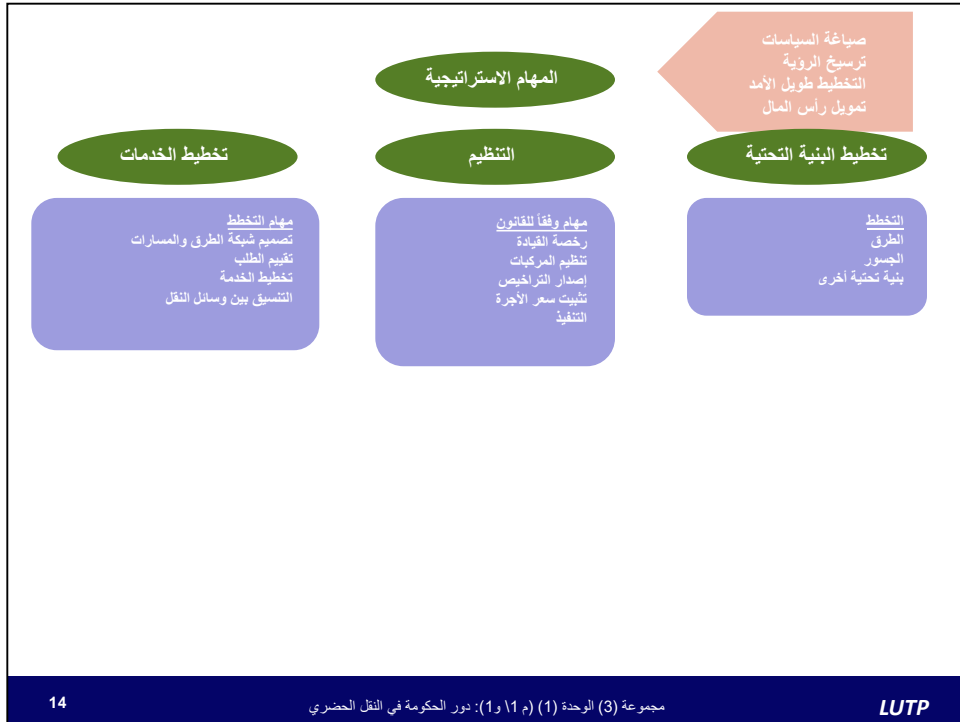 صياغة السياسات
ترسيخ الرؤية
التخطيط طويل الأمد
تمويل رأس المال
المهام الاستراتيجية
تخطيط البنية التحتية
التنظيم
تخطيط الخدمات
التخطط
الطرق
الجسور
بنية تحتية أخرى
مهام وفقاً للقانون
رخصة القيادة
تنظيم المركبات
إصدار التراخيص
تثبيت سعر الأجرة
التنفيذ
مهام التخطط
تصميم شبكة الطرق والمسارات
تقييم الطلب
تخطيط الخدمة
التنسيق بين وسائل النقل
LUTP
مجموعة (3) الوحدة (1) (م 1\ و1): دور الحكومة في النقل الحضري
14